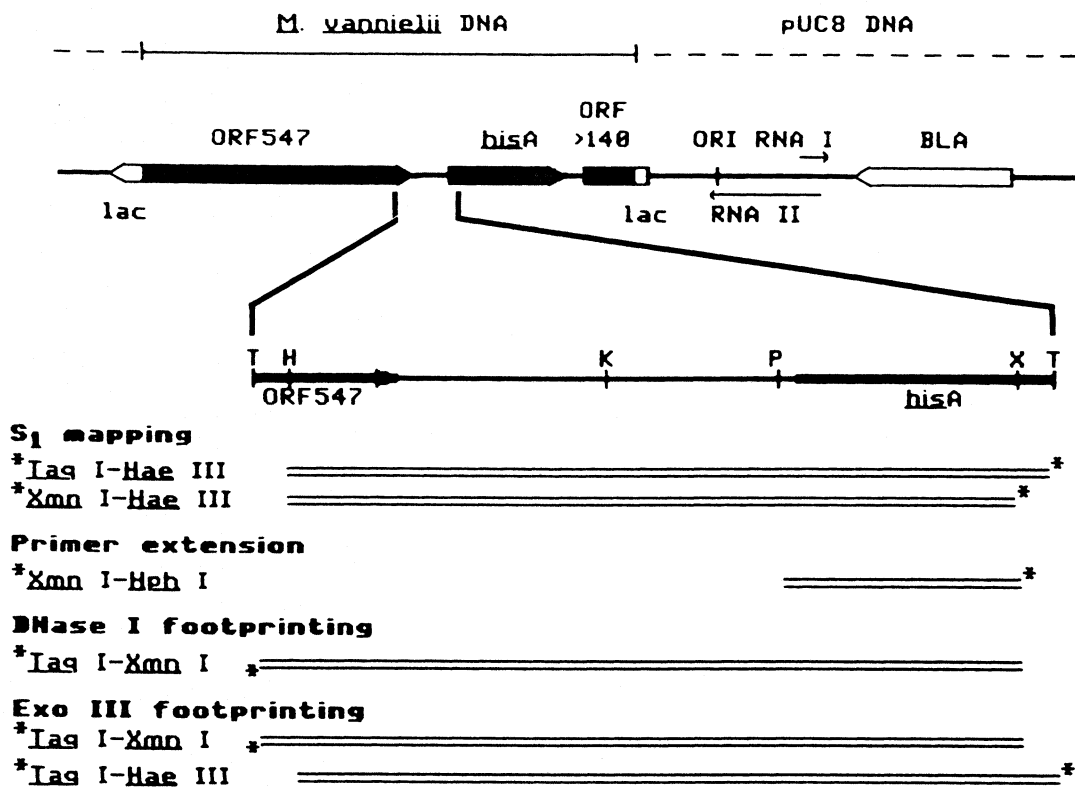 M. vannielii DNA pUC8 DNA
ORF
ORF547 hisA >140 ORI RNA I BLA
lac lac RNA II
T H K P X T
ORF547 hisA
S1 mapping
*Taq I-Hae III *
*Xmn I-Hae III *
Primer extension
*Xmn I-Hph I *
DNase I footprinting
*Taq I-Xmn I *
Exo III footprinting
*Taq I-Xmn I *
*Taq I-Hae III *